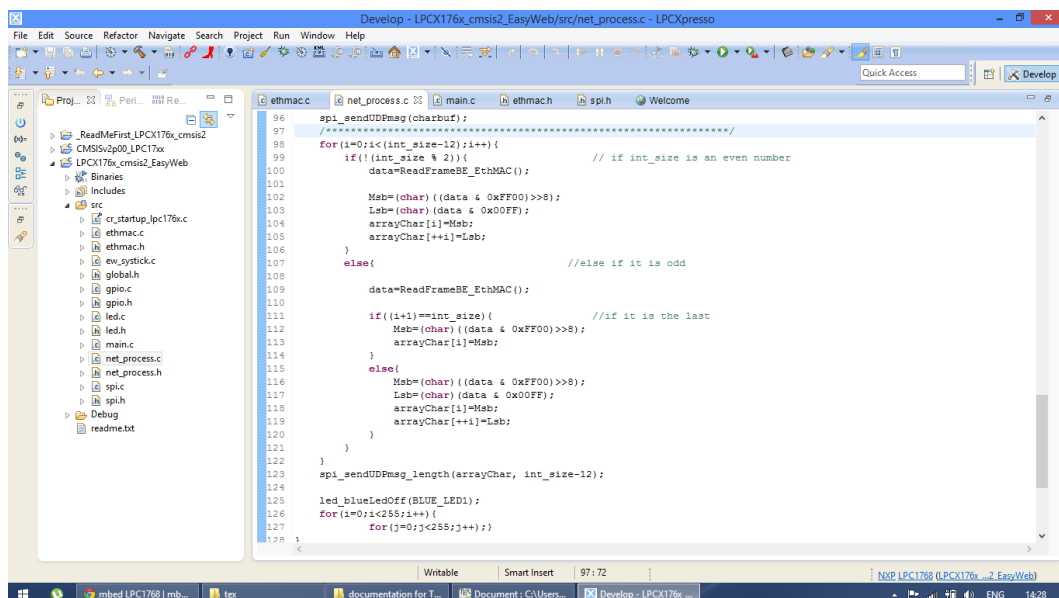 Develop - LPCX176x_cmsis2_EasyWeb/src/net_process.c - LPCXpresso
File Edit Source Refactor Navigate Search Project Run Window Help
Quick Access
Develop
Proj...
Peri...
Re...
_ReadMeFirst_LPCX176x_cmsis2
CMSISv2p00_LPC17xx
LPCX176x_cmsis2_EasyWeb
Binaries
Includes
src
cr_startup_lpc176x.c
ethmac.c
ethmac.h
ew_systick.c
global.h
gpio.c
gpio.h
led.c
led.h
main.c
net_process.c
net_process.h
spi.c
spi.h
Debug
readme.txt
ethmac.c net_process.c main.c ethmac.h spi.h Welcome
96 spi_sendUDPmsg(charbuf);
97 /****************************************************************/
98 for(i=0;i<(int_size-12);i++){
99 if(!(int_size % 2)){ // if int_size is an even number
100 data=ReadFrameBE_EthMAC();
101
102 Msb=(char)((data & 0xFF00)>>8);
103 Lsb=(char)(data & 0x00FF);
104 arrayChar[i]=Msb;
105 arrayChar[++i]=Lsb;
106 }
107 else{ //else if it is odd
108
109 data=ReadFrameBE_EthMAC();
110
111 if((i+1)==int_size){ //if it is the last
112 Msb=(char)((data & 0xFF00)>>8);
113 arrayChar[i]=Msb;
114 }
115 else{
116 Msb=(char)((data & 0xFF00)>>8);
117 Lsb=(char)(data & 0x00FF);
118 arrayChar[i]=Msb;
119 arrayChar[++i]=Lsb;
120 }
121 }
122 }
123 spi_sendUDPmsg_length(arrayChar, int_size-12);
124
125 led_blueLedOff(BLUE_LED1);
126 for(i=0;i<255;i++){
127 for(j=0;j<255;j++);}
128 }
Writable Smart Insert 97 : 72
NXP LPC1768 (LPCX176x ...2_EasyWeb)
mbed LPC1768 | mb...
tex
documentation for T...
Document : C:\Users...
Develop - LPCX176x ...
ENG 14:28